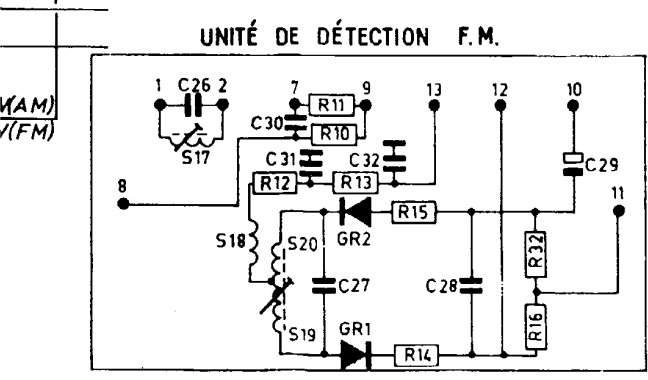 UNITÉ DE DÉTECTION F.M.
1 C26 2 7 R11 9 13 12 10
(AM)
(FM)
S17 C30 R10
C31 C32 C29
8 R12 R13 11
R15
S18 S20 GR2 R32
C27 C28
S19 GR1 R16
R14